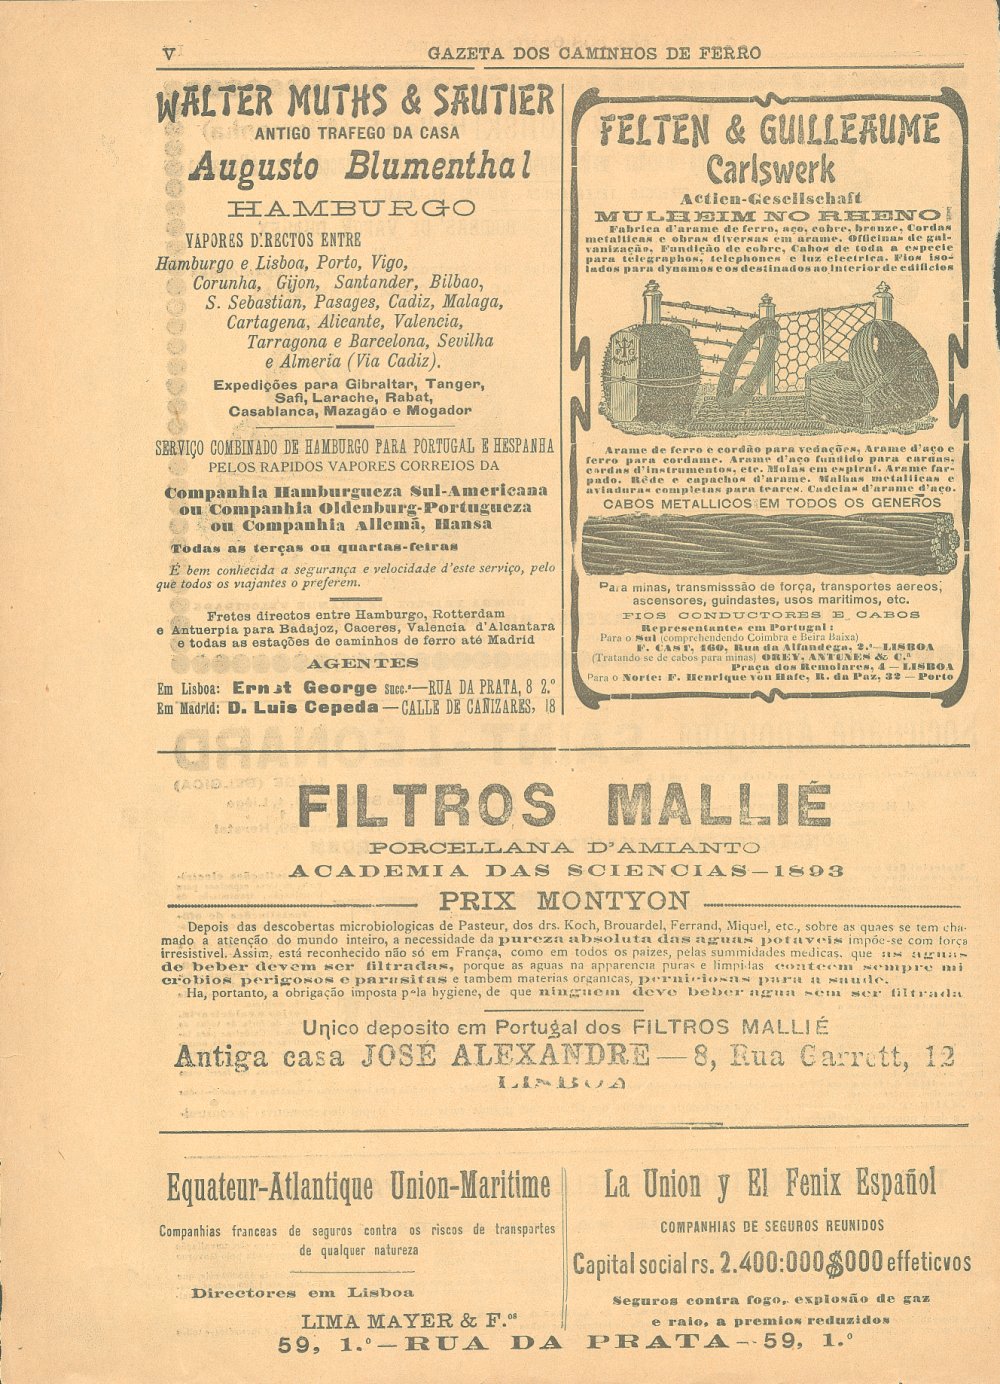 V
GAZETA DOS CAMINHOS DE FERRO
WALTER MUTHS & SAUTIER
ANTIGO TRAFEGO DA CASA
Augusto Blumenthal
HAMBURGO
VAPORES DIRECTOS ENTRE
Hamburgo e Lisboa, Porto, Vigo,
Corunha, Gijon, Santander, Bilbao,
S. Sebastian, Pasages, Cadiz, Malaga,
Cartagena, Alicante, Valencia,
Tarragona e Barcelona, Sevilha
e Almeria (Via Cadiz).
Expedições para Gibraltar, Tanger,
Safi, Larache, Rabat,
Casablanca, Mazagão e Mogador
SERVIÇO COMBINADO DE HAMBURGO PARA PORTUGAL E HESPANHA
PELOS RAPIDOS VAPORES CORREIOS DA
Companhia Hamburgueza Sul-Americana
ou Companhia Oldenburg-Portugueza
ou Companhia Allemã, Hansa
Todas as terças ou quartas-feiras
É bem conhecida a segurança e velocidade d'este serviço, pelo
que todos os viajantes o preferem.
Fretes directos entre Hamburgo, Rotterdam
e Antuerpia para Badajoz, Caceres, Valencia d'Alcantara
e todas as estações de caminhos de ferro até Madrid
AGENTES
Em Lisboa: Ernst George Succ.ʳ—RUA DA PRATA, 8 2.º
Em Madrid: D. Luis Cepeda—CALLE DE CAÑIZARES, 18
FELTEN & GUILLEAUME
Carlswerk
Actien-Gesellschaft
MULHEIM NO RHENO
Fabrica d'arame de ferro, aço, cobre, bronze, Cordas
metallicas e obras diversas em arame. Officinas de gal-
vanização. Fundição de cobre, Cabos de toda a especie
para telegraphos, telephones e luz electrica. Fios iso-
lados para dynamos e os destinados ao interior de edificios
Arame de ferro e cordão para vedações, Arame d'aço e
ferro para cordame. Arame d'aço fundido para cardas,
cordas d'instrumentos, etc. Molas em espiral. Arame far-
pado. Rêde e capachos d'arame. Malhas metallicas e
aviaduras completas para teares. Cadeias d'arame d'aço.
CABOS METALLICOS EM TODOS OS GENEROS
Para minas, transmisssão de força, transportes aereos,
ascensores, guindastes, usos maritimos, etc.
FIOS CONDUCTORES E CABOS
Representantes em Portugal:
Para o Sul (comprehendendo Coimbra e Beira Baixa)
F. CAST, 160, Rua da Alfandega, 2.º—LISBOA
(Tratando se de cabos para minas) OREY, ANTUNES & C.ª
Praça dos Remolares, 4—LISBOA
Para o Norte: F. Henrique von Hafe, R. da Paz, 32—Porto
FILTROS MALLIÉ
PORCELLANA D'AMIANTO
ACADEMIA DAS SCIENCIAS—1893
PRIX MONTYON
Depois das descobertas microbiologicas de Pasteur, dos drs. Koch, Brouardel, Ferrand, Miquel, etc., sobre as quaes se tem cha-
mado a attenção do mundo inteiro, a necessidade da pureza absoluta das aguas potaveis impõe-se com força
irresistivel. Assim, está reconhecido não só em França, como em todos os paizes, pelas summidades medicas, que as aguas
de beber devem ser filtradas, porque as aguas na apparencia puras e limpidas conteem sempre mi
crobios perigosos e parasitas e tambem materias organicas, perniciosas para a saude.
Ha, portanto, a obrigação imposta pela hygiene, de que ninguem deve beber agua sem ser filtrada
Unico deposito em Portugal dos FILTROS MALLIÉ
Antiga casa JOSÉ ALEXANDRE—8, Rua Garrett, 12
LISBOA
Equateur-Atlantique Union-Maritime
Companhias franceas de seguros contra os riscos de transportes
de qualquer natureza
Directores em Lisboa
LIMA MAYER & F.ºˢ
La Union y El Fenix Español
COMPANHIAS DE SEGUROS REUNIDOS
Capital social rs. 2.400:000$000 effeticvos
Seguros contra fogo, explosão de gaz
e raio, a premios reduzidos
59, 1.º—RUA DA PRATA—59, 1.º